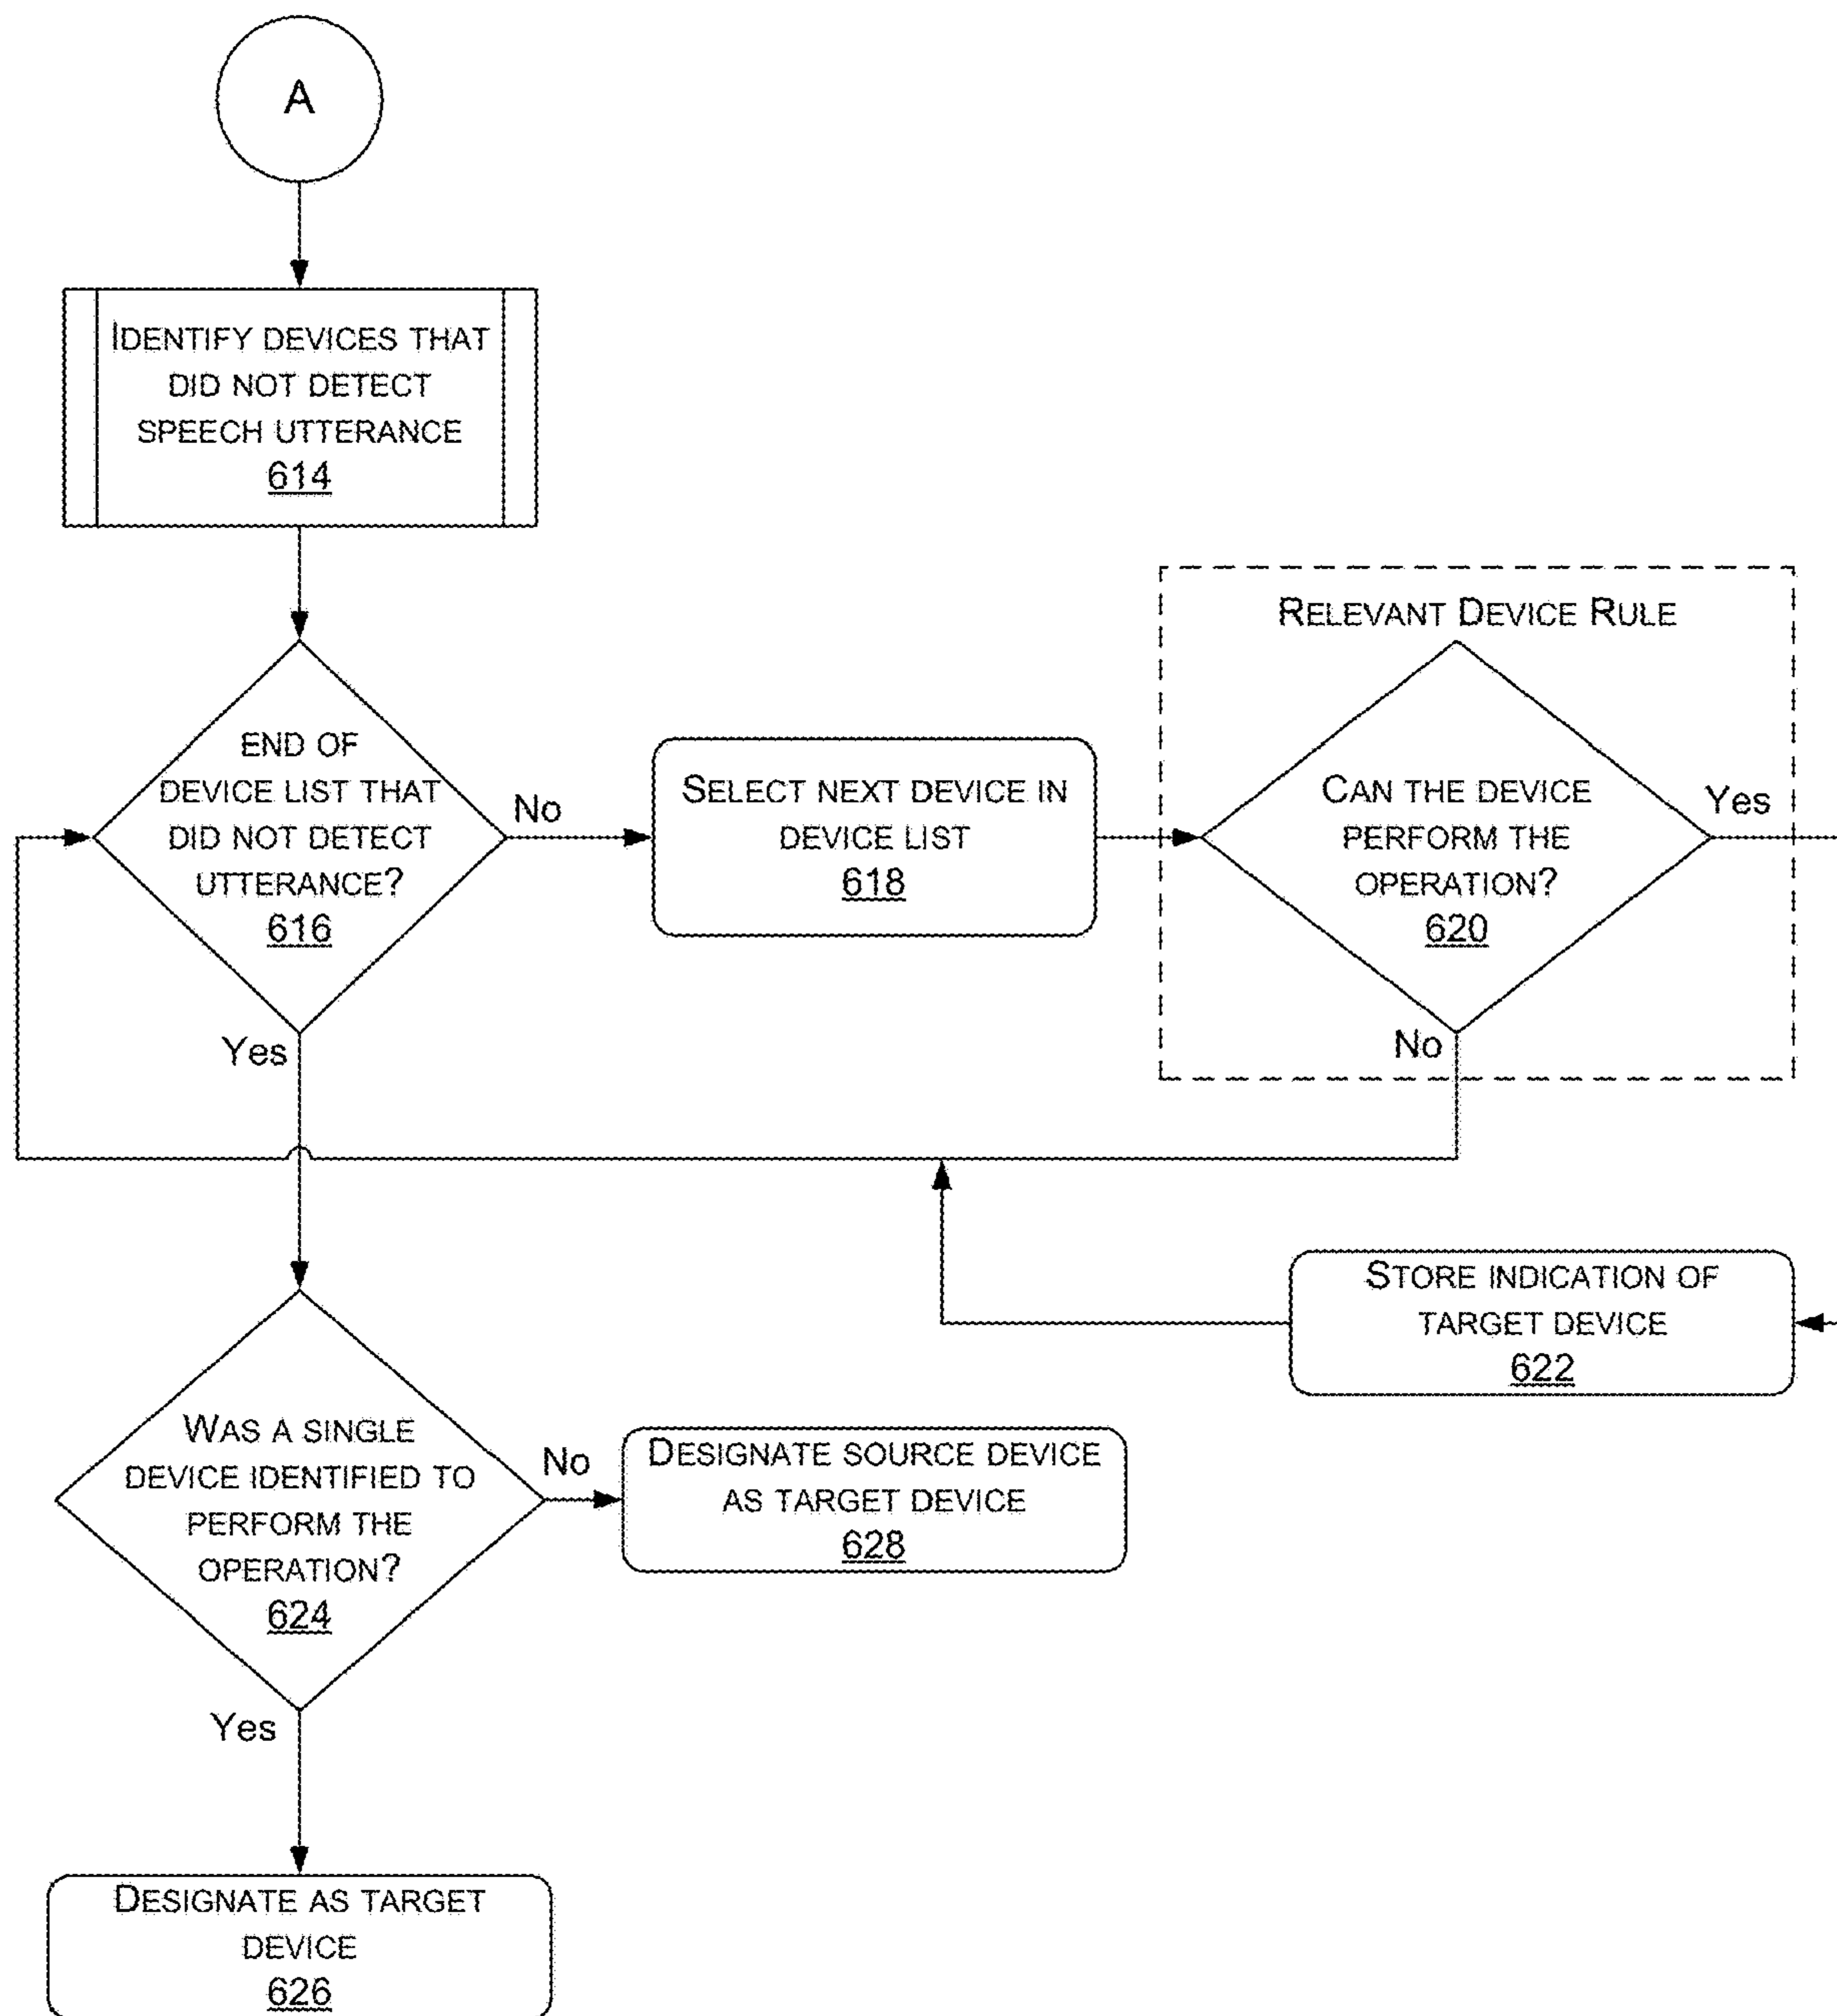 A
IDENTIFY DEVICES THAT
DID NOT DETECT
SPEECH UTTERANCE
614
END OF
DEVICE LIST THAT
DID NOT DETECT
UTTERANCE?
616
No
Yes
SELECT NEXT DEVICE IN
DEVICE LIST
618
RELEVANT DEVICE RULE
CAN THE DEVICE
PERFORM THE
OPERATION?
620
Yes
No
STORE INDICATION OF
TARGET DEVICE
622
WAS A SINGLE
DEVICE IDENTIFIED TO
PERFORM THE
OPERATION?
624
No
Yes
DESIGNATE SOURCE DEVICE
AS TARGET DEVICE
628
DESIGNATE AS TARGET
DEVICE
626